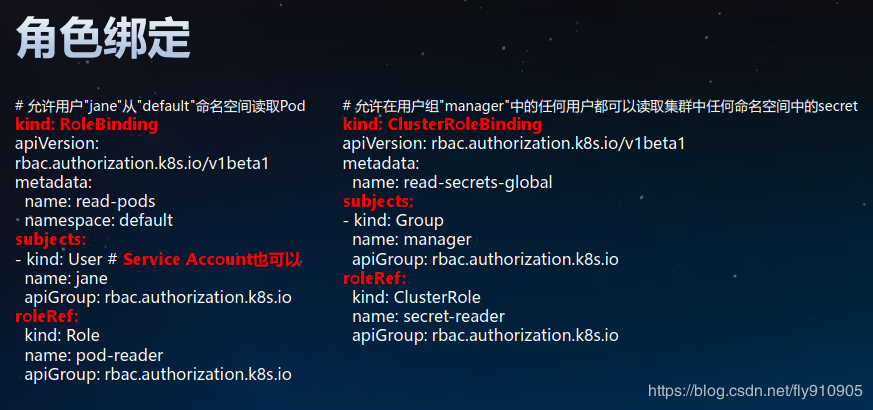 角色绑定
# 允许用户"jane"从"default"命名空间读取Pod
kind: RoleBinding
apiVersion:
rbac.authorization.k8s.io/v1beta1
metadata:
  name: read-pods
  namespace: default
subjects:
- kind: User # Service Account也可以
  name: jane
  apiGroup: rbac.authorization.k8s.io
roleRef:
  kind: Role
  name: pod-reader
  apiGroup: rbac.authorization.k8s.io
# 允许在用户组"manager"中的任何用户都可以读取集群中任何命名空间中的secret
kind: ClusterRoleBinding
apiVersion: rbac.authorization.k8s.io/v1beta1
metadata:
  name: read-secrets-global
subjects:
- kind: Group
  name: manager
  apiGroup: rbac.authorization.k8s.io
roleRef:
  kind: ClusterRole
  name: secret-reader
  apiGroup: rbac.authorization.k8s.io
https://blog.csdn.net/fly910905